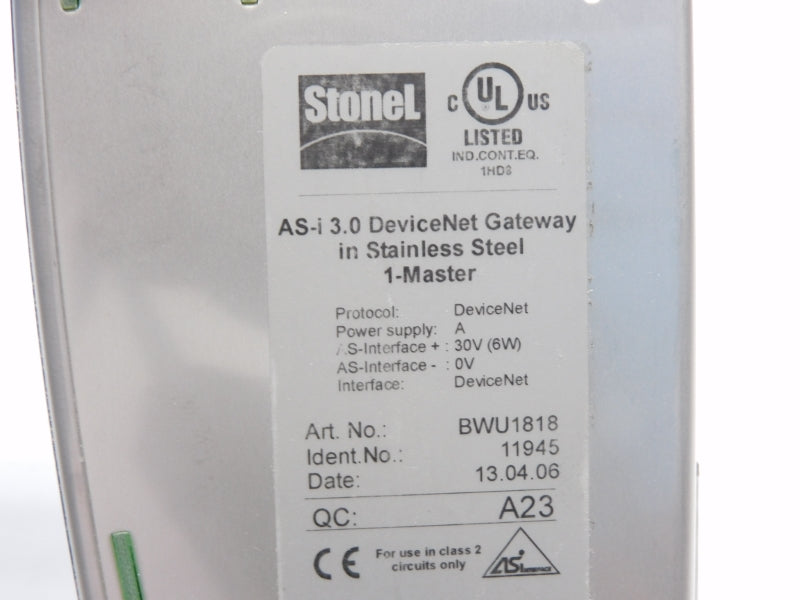 StoneL
C UL US
LISTED
IND.CONT.EQ.
1HD8
AS-i 3.0 DeviceNet Gateway
in Stainless Steel
1-Master
Protocol: DeviceNet
Power supply: A
AS-Interface + : 30V (6W)
AS-Interface - : 0V
Interface: DeviceNet
Art. No.: BWU1818
Ident.No.: 11945
Date: 13.04.06
QC: A23
CE For use in class 2
circuits only
ASi INTERFACE